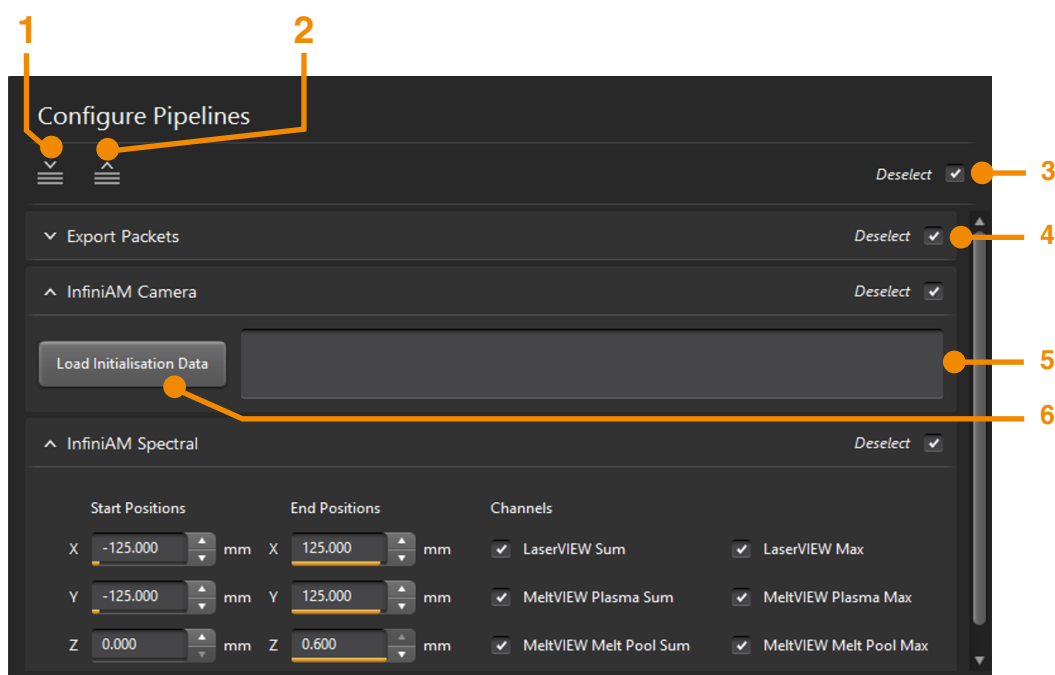 1 2
Configure Pipelines
Deselect 3
Export Packets Deselect 4
InfiniAM Camera Deselect
Load Initialisation Data 5
6
InfiniAM Spectral Deselect
Start Positions End Positions Channels
X -125.000 mm X 125.000 mm LaserVIEW Sum LaserVIEW Max
Y -125.000 mm Y 125.000 mm MeltVIEW Plasma Sum MeltVIEW Plasma Max
Z 0.000 mm Z 0.600 mm MeltVIEW Melt Pool Sum MeltVIEW Melt Pool Max